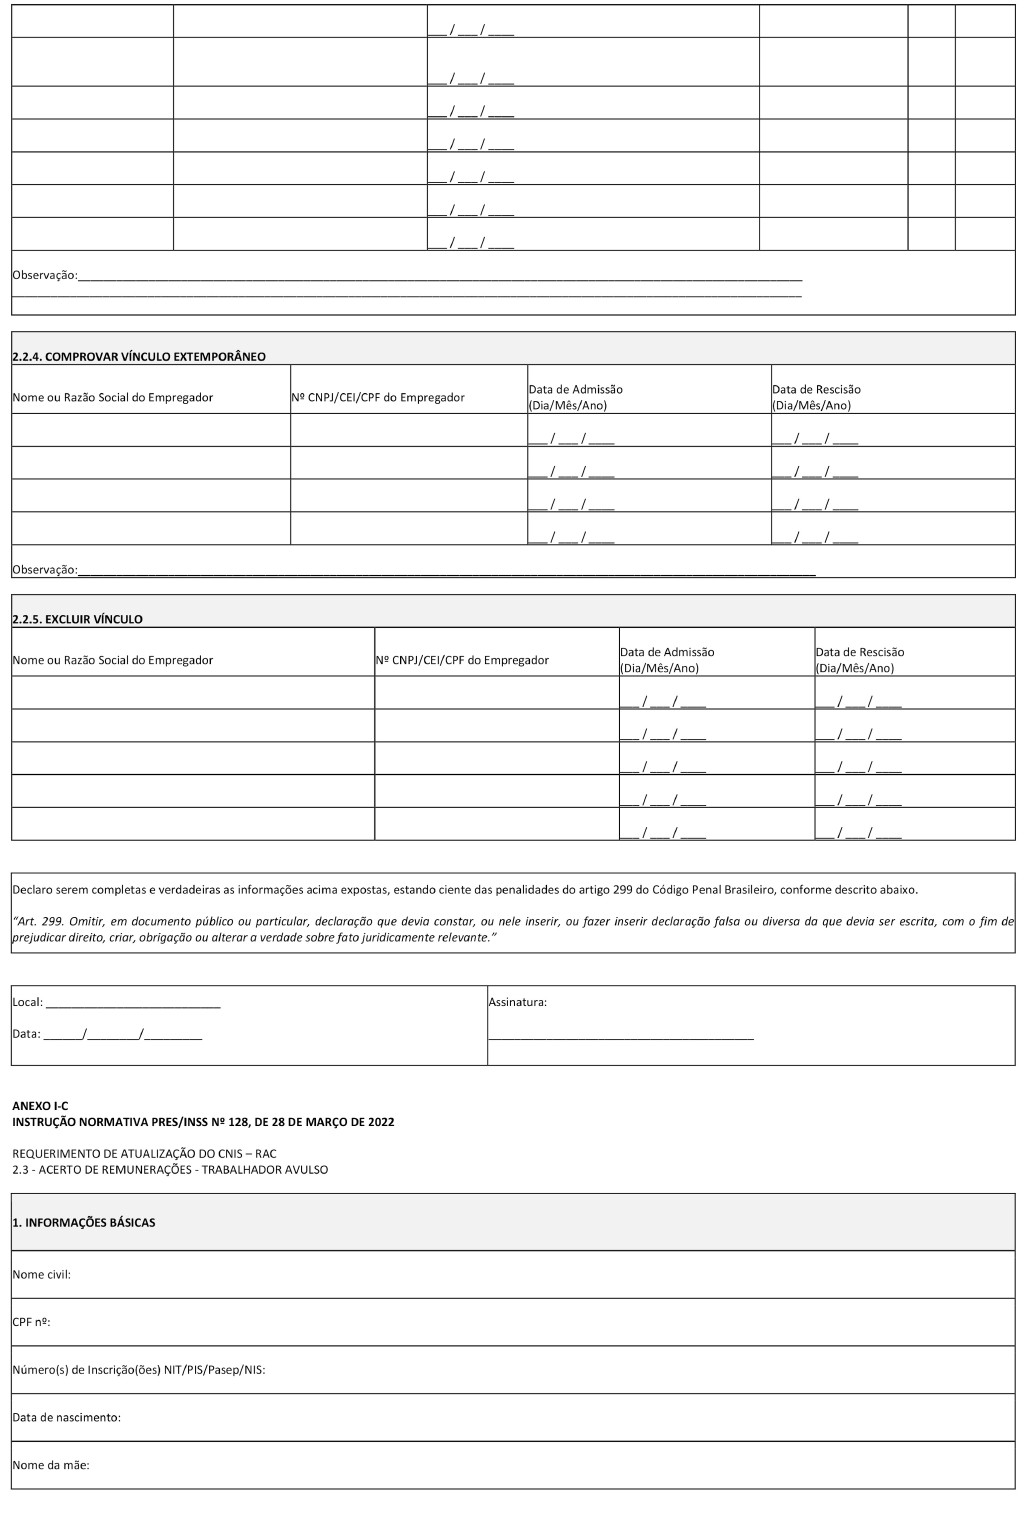 ___ / ___ / ____
___ / ___ / ____
___ / ___ / ____
___ / ___ / ____
___ / ___ / ____
___ / ___ / ____
___ / ___ / ____
Observação:____________________
____________________
2.2.4. COMPROVAR VÍNCULO EXTEMPORÂNEO
Nome ou Razão Social do Empregador Nº CNPJ/CEI/CPF do Empregador Data de Admissão (Dia/Mês/Ano) Data de Rescisão (Dia/Mês/Ano)
___ / ___ / ____ ___ / ___ / ____
___ / ___ / ____ ___ / ___ / ____
___ / ___ / ____ ___ / ___ / ____
___ / ___ / ____ ___ / ___ / ____
Observação:____________________
2.2.5. EXCLUIR VÍNCULO
Nome ou Razão Social do Empregador Nº CNPJ/CEI/CPF do Empregador Data de Admissão (Dia/Mês/Ano) Data de Rescisão (Dia/Mês/Ano)
___ / ___ / ____ ___ / ___ / ____
___ / ___ / ____ ___ / ___ / ____
___ / ___ / ____ ___ / ___ / ____
___ / ___ / ____ ___ / ___ / ____
___ / ___ / ____ ___ / ___ / ____
Declaro serem completas e verdadeiras as informações acima expostas, estando ciente das penalidades do artigo 299 do Código Penal Brasileiro, conforme descrito abaixo.
“Art. 299. Omitir, em documento público ou particular, declaração que devia constar, ou nele inserir, ou fazer inserir declaração falsa ou diversa da que devia ser escrita, com o fim de
prejudicar direito, criar, obrigação ou alterar a verdade sobre fato juridicamente relevante.”
Local: ____________________
Data: ______/________/_________
Assinatura:
____________________
ANEXO I-C
INSTRUÇÃO NORMATIVA PRES/INSS Nº 128, DE 28 DE MARÇO DE 2022
REQUERIMENTO DE ATUALIZAÇÃO DO CNIS – RAC
2.3 - ACERTO DE REMUNERAÇÕES - TRABALHADOR AVULSO
1. INFORMAÇÕES BÁSICAS
Nome civil:
CPF nº:
Número(s) de Inscrição(ões) NIT/PIS/Pasep/NIS:
Data de nascimento:
Nome da mãe: